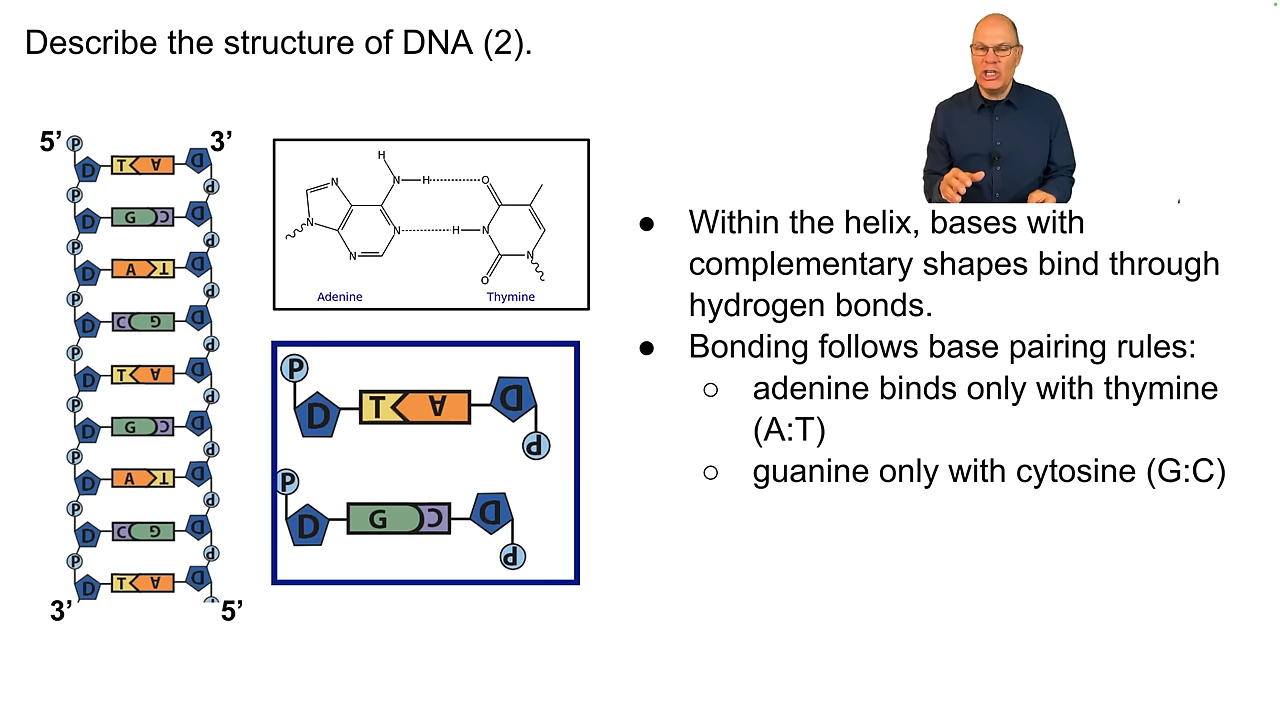 Describe the structure of DNA (2).
5’ P 3’
D T A D
P P
D G C D
P P
D A T D
P P
D C G D
P P
D T A D
P P
D G C D
P P
D A T D
P P
D C G D
P P
D T A D
3’ 5’
H
N N H O
N N H N
N O N
Adenine Thymine
P
D T A D
P
P
D G C D
P
● Within the helix, bases with
complementary shapes bind through
hydrogen bonds.
● Bonding follows base pairing rules:
○ adenine binds only with thymine
(A:T)
○ guanine only with cytosine (G:C)